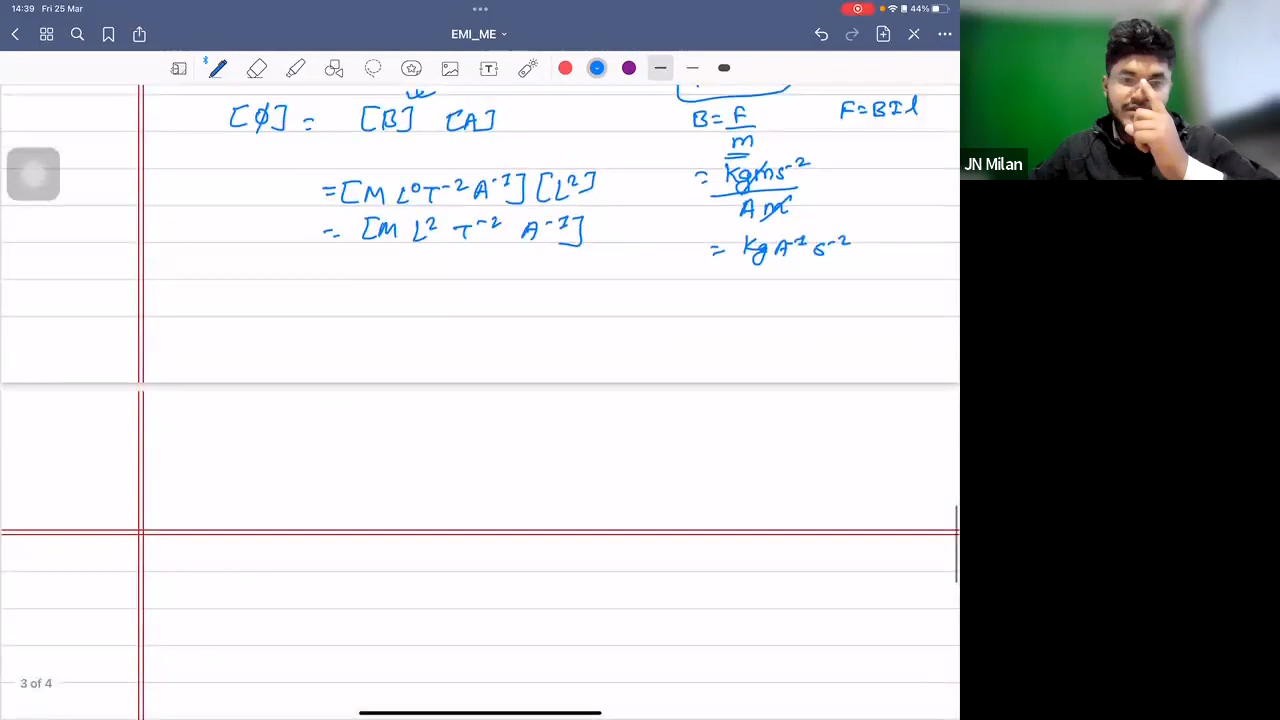 14:39 Fri 25 Mar
44%
EMI_ME
[Φ] = [B] [A]
= [M L⁰ T⁻² A⁻¹] [L²]
= [M L² T⁻² A⁻¹]
F = BIl
B = F / m
= kgms⁻² / Am
= kg A⁻¹ s⁻²
JN Milan
3 of 4